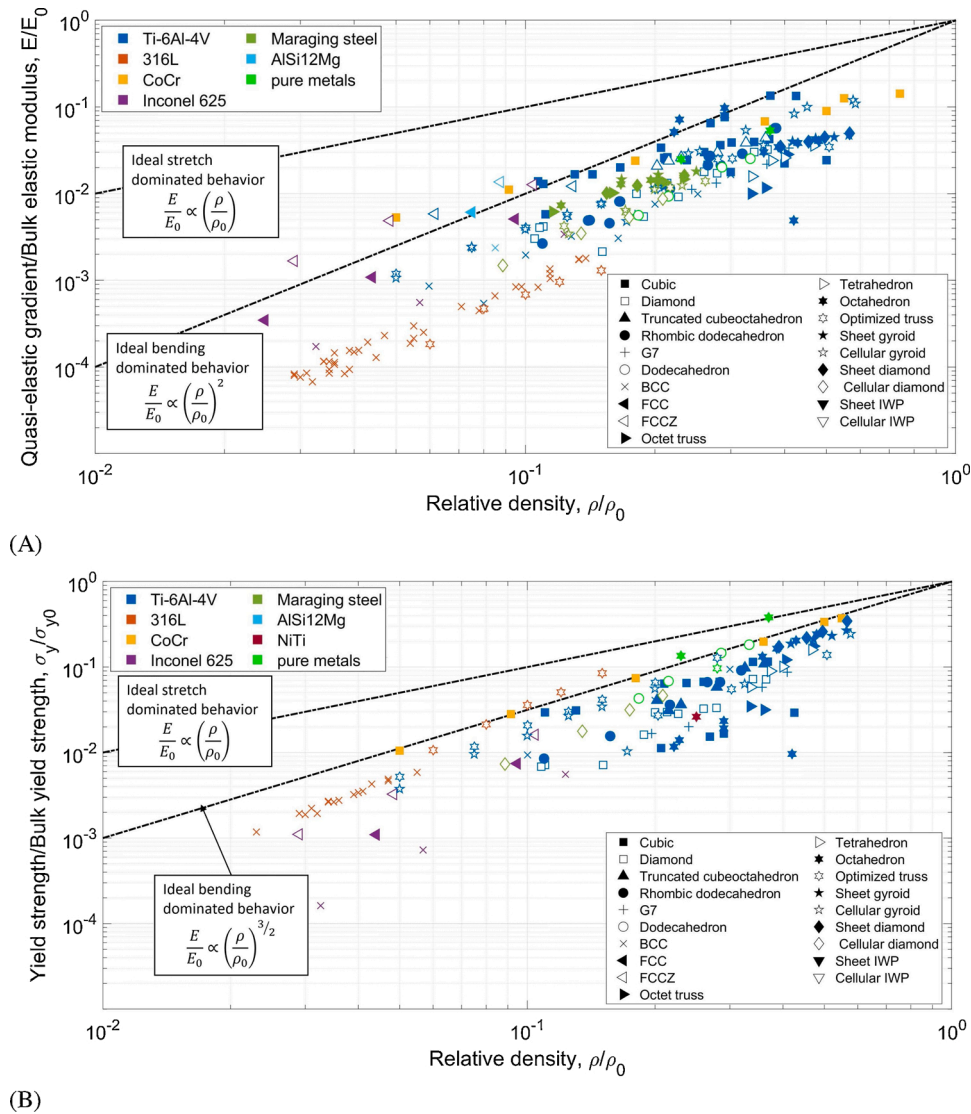 Quasi-elastic gradient/Bulk elastic modulus, E/E₀
10⁰
10⁻¹
10⁻²
10⁻³
10⁻⁴
Ti-6Al-4V
316L
CoCr
Inconel 625
Maraging steel
AlSi12Mg
pure metals
Ideal stretch
dominated behavior
E/E₀ ∝ (ρ/ρ₀)
Ideal bending
dominated behavior
E/E₀ ∝ (ρ/ρ₀)²
Cubic
Diamond
Truncated cubeoctahedron
Rhombic dodecahedron
G7
Dodecahedron
BCC
FCC
FCCZ
Octet truss
Tetrahedron
Octahedron
Optimized truss
Sheet gyroid
Cellular gyroid
Sheet diamond
Cellular diamond
Sheet IWP
Cellular IWP
10⁻²
10⁻¹
10⁰
Relative density, ρ/ρ₀
(A)
Yield strength/Bulk yield strength, σy/σy0
10⁰
10⁻¹
10⁻²
10⁻³
10⁻⁴
Ti-6Al-4V
316L
CoCr
Inconel 625
Maraging steel
AlSi12Mg
NiTi
pure metals
Ideal stretch
dominated behavior
E/E₀ ∝ (ρ/ρ₀)
Ideal bending
dominated behavior
E/E₀ ∝ (ρ/ρ₀)^3/2
Cubic
Diamond
Truncated cubeoctahedron
Rhombic dodecahedron
G7
Dodecahedron
BCC
FCC
FCCZ
Octet truss
Tetrahedron
Octahedron
Optimized truss
Sheet gyroid
Cellular gyroid
Sheet diamond
Cellular diamond
Sheet IWP
Cellular IWP
10⁻²
10⁻¹
10⁰
Relative density, ρ/ρ₀
(B)